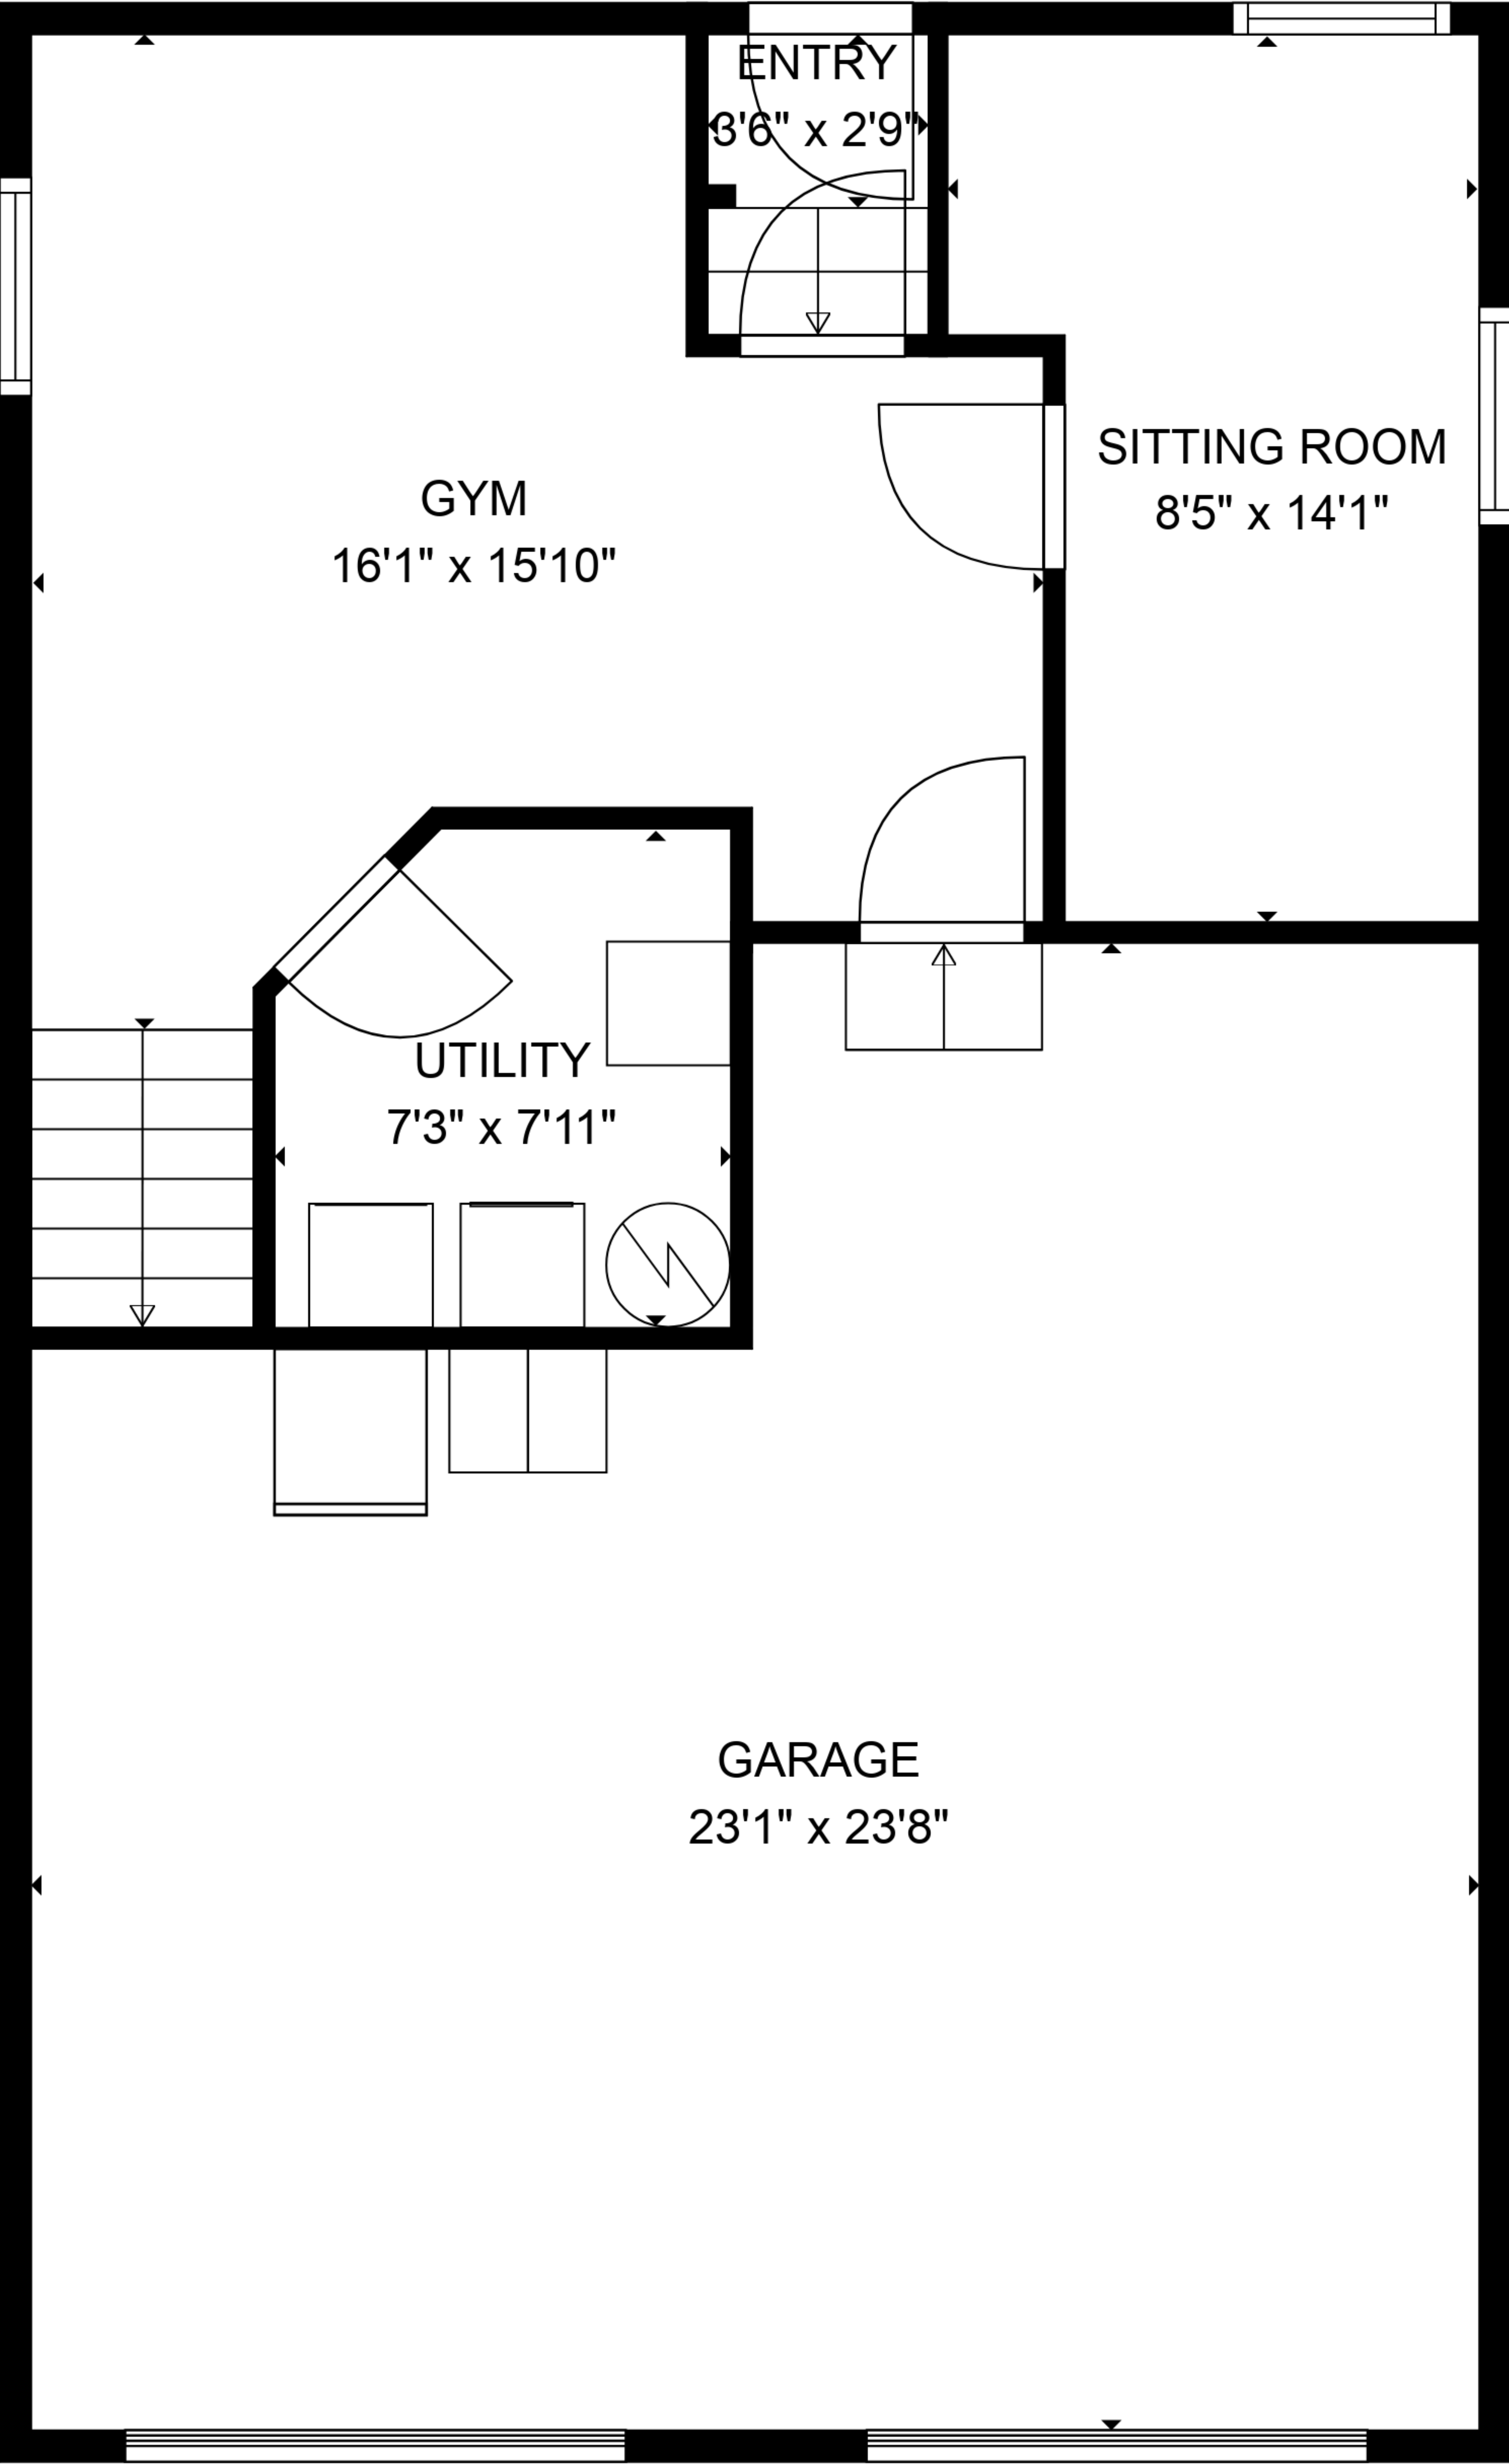 ENTRY
3'6" x 2'9"
SITTING ROOM
8'5" x 14'1"
GYM
16'1" x 15'10"
UTILITY
7'3" x 7'11"
GARAGE
23'1" x 23'8"